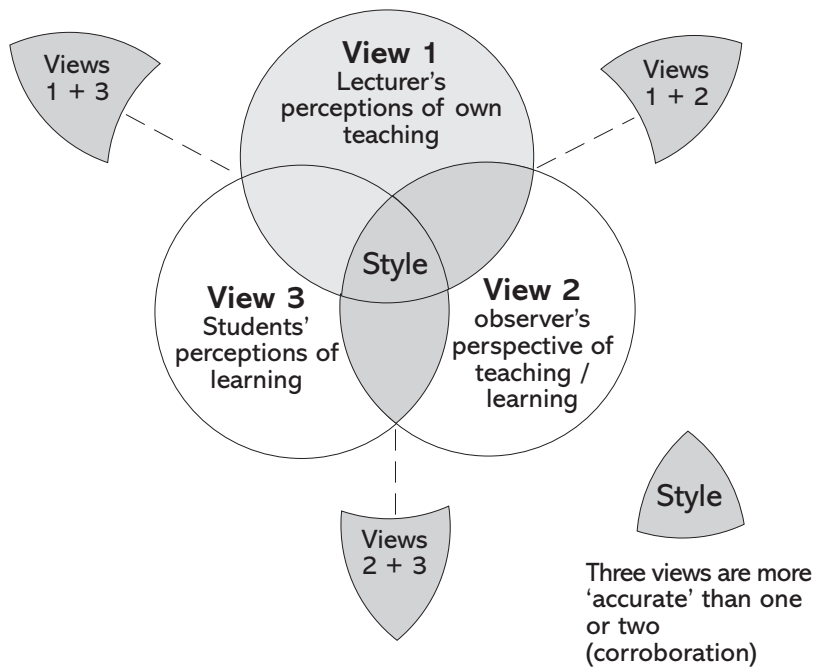 Views
1 + 3
View 1
Lecturer's
perceptions of own
teaching
Views
1 + 2
Style
View 3
Students'
perceptions of
learning
View 2
observer's
perspective of
teaching /
learning
Views
2 + 3
Style
Three views are more
‘accurate’ than one
or two
(corroboration)